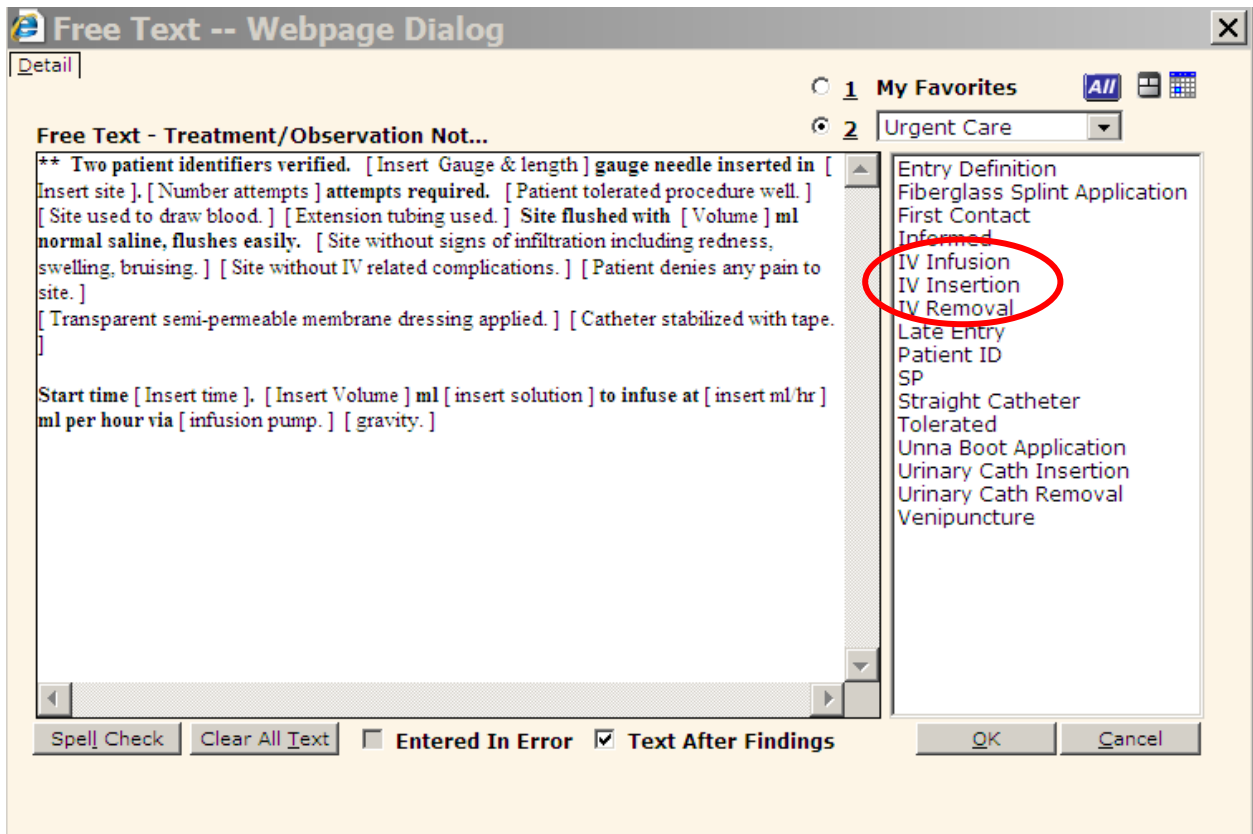 Free Text -- Webpage Dialog
Detail
1 My Favorites All
2 Urgent Care
Free Text - Treatment/Observation Not...
** Two patient identifiers verified. [ Insert Gauge & length ] gauge needle inserted in [
Insert site ]. [ Number attempts ] attempts required. [ Patient tolerated procedure well. ]
[ Site used to draw blood. ] [ Extension tubing used. ] Site flushed with [ Volume ] ml
normal saline, flushes easily. [ Site without signs of infiltration including redness,
swelling, bruising. ] [ Site without IV related complications. ] [ Patient denies any pain to
site. ]
[ Transparent semi-permeable membrane dressing applied. ] [ Catheter stabilized with tape.
]
Start time [ Insert time ]. [ Insert Volume ] ml [ insert solution ] to infuse at [ insert ml/hr ]
ml per hour via [ infusion pump. ] [ gravity. ]
Entry Definition
Fiberglass Splint Application
First Contact
Informed
IV Infusion
IV Insertion
IV Removal
Late Entry
Patient ID
SP
Straight Catheter
Tolerated
Unna Boot Application
Urinary Cath Insertion
Urinary Cath Removal
Venipuncture
Spell Check Clear All Text Entered In Error Text After Findings OK Cancel